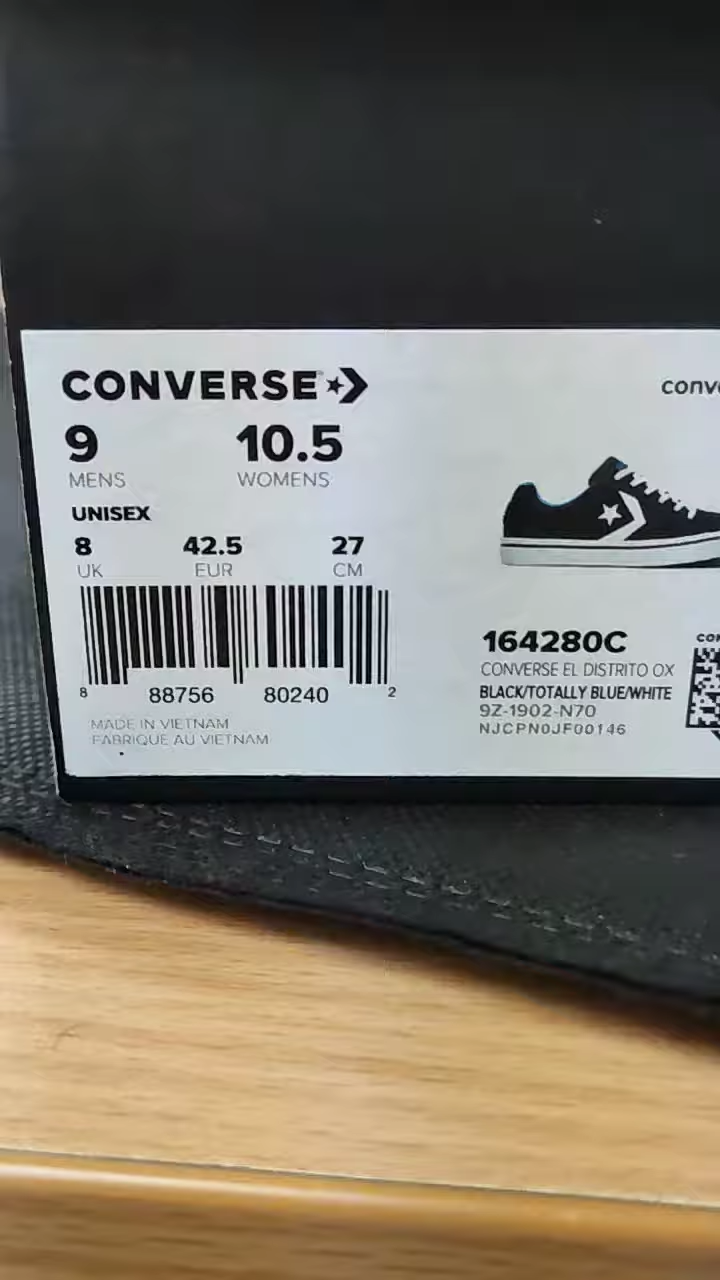 CONVERSE
9 10.5
MENS WOMENS
UNISEX
8 42.5 27
UK EUR CM
8 88756 80240 2
MADE IN VIETNAM
FABRIQUE AU VIETNAM
conve
164280C
CONVERSE EL DISTRITO OX
BLACK/TOTALLY BLUE/WHITE
9Z-1902-N70
NJCPN0JF00146